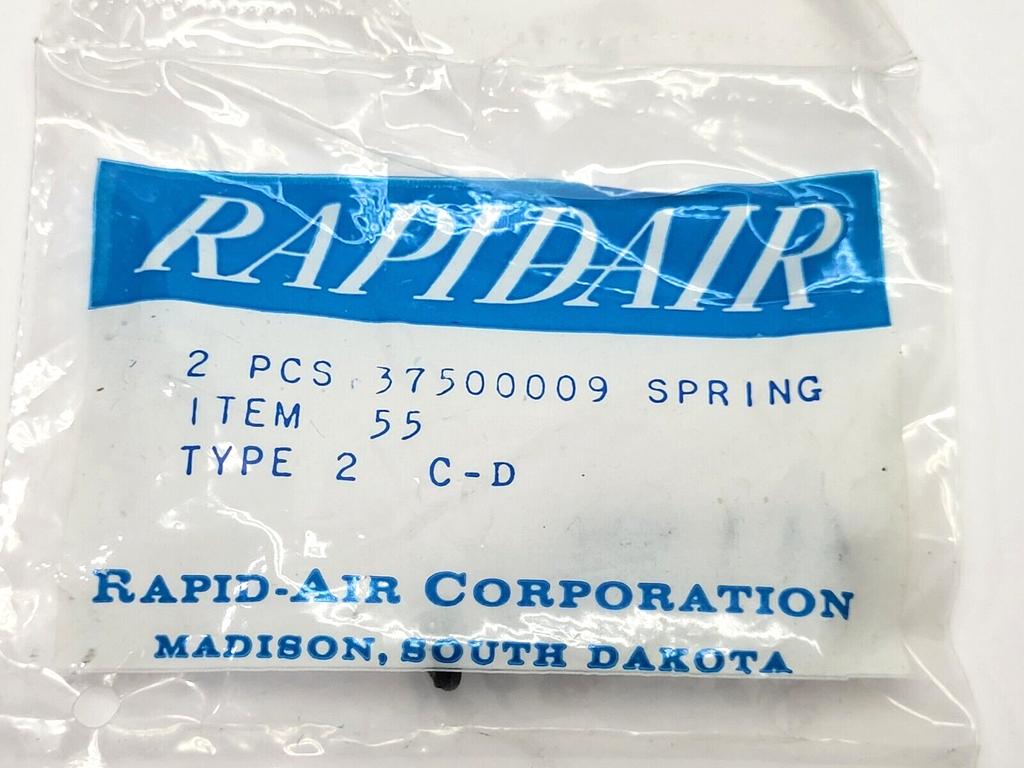 RAPIDAIR
2 PCS 37500009 SPRING
ITEM 55
TYPE 2 C-D
RAPID-AIR CORPORATION
MADISON, SOUTH DAKOTA